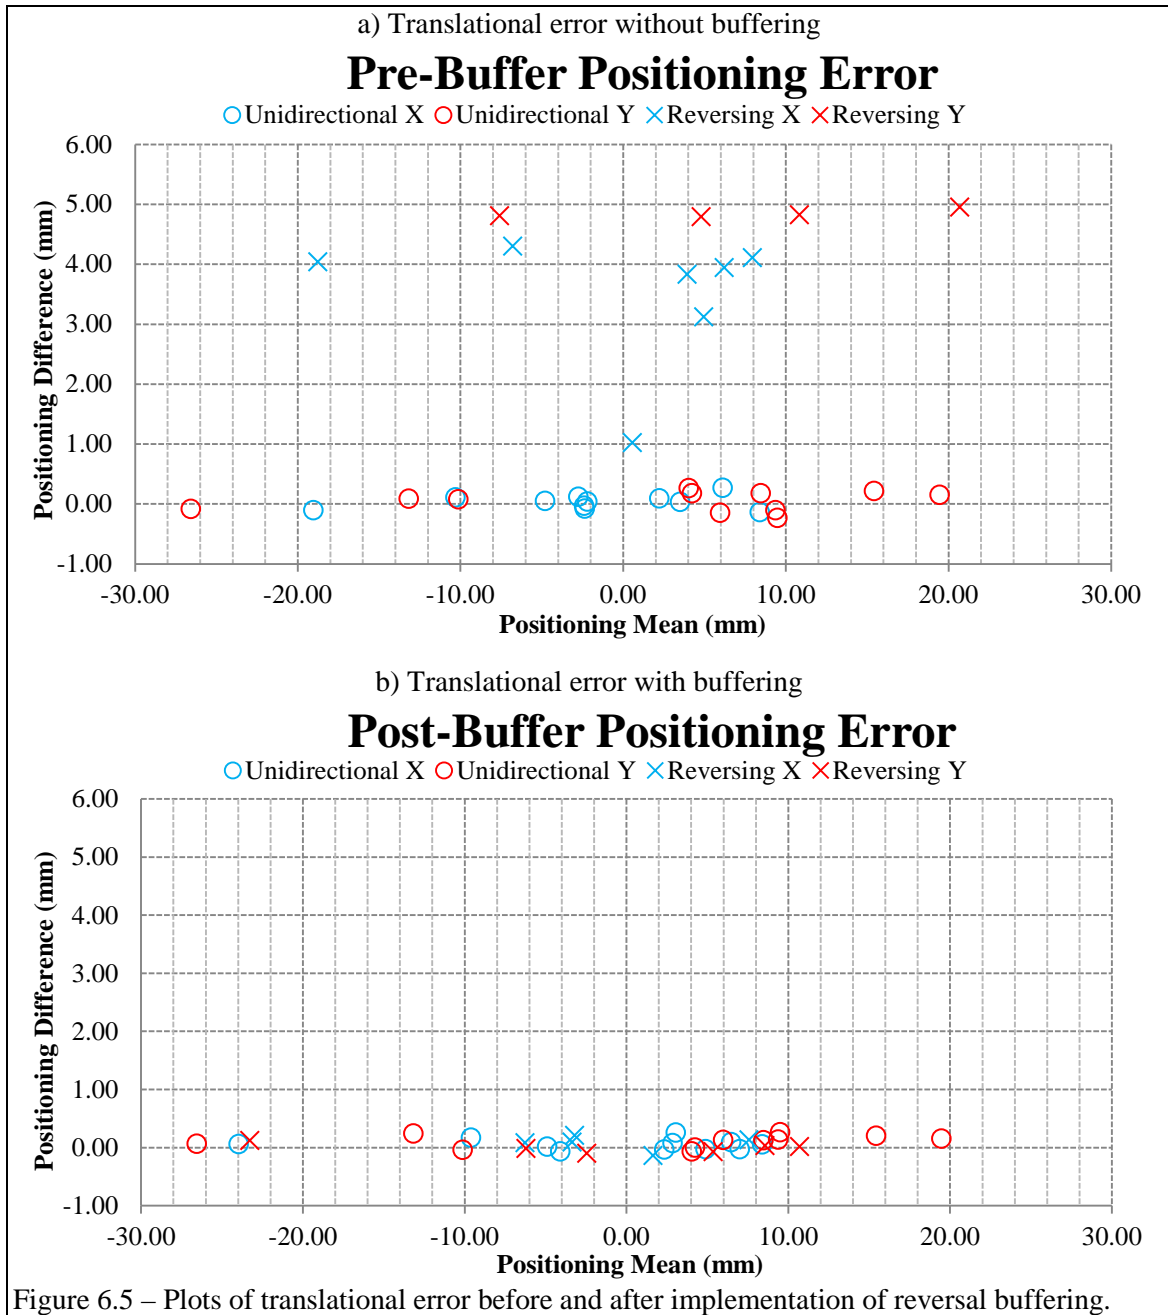 a) Translational error without buffering
Pre-Buffer Positioning Error
Unidirectional X Unidirectional Y Reversing X Reversing Y
6.00
5.00
4.00
3.00
2.00
1.00
0.00
-1.00
Positioning Difference (mm)
-30.00 -20.00 -10.00 0.00 10.00 20.00 30.00
Positioning Mean (mm)
b) Translational error with buffering
Post-Buffer Positioning Error
Unidirectional X Unidirectional Y Reversing X Reversing Y
6.00
5.00
4.00
3.00
2.00
1.00
0.00
-1.00
Positioning Difference (mm)
-30.00 -20.00 -10.00 0.00 10.00 20.00 30.00
Positioning Mean (mm)
Figure 6.5 – Plots of translational error before and after implementation of reversal buffering.